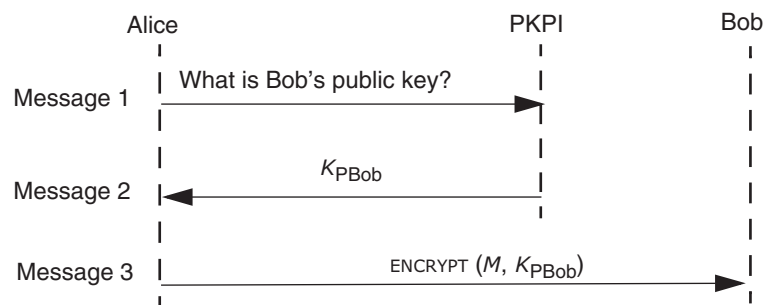 Alice PKPI Bob
Message 1 What is Bob’s public key?
Message 2 KPBob
Message 3 ENCRYPT (M, KPBob)